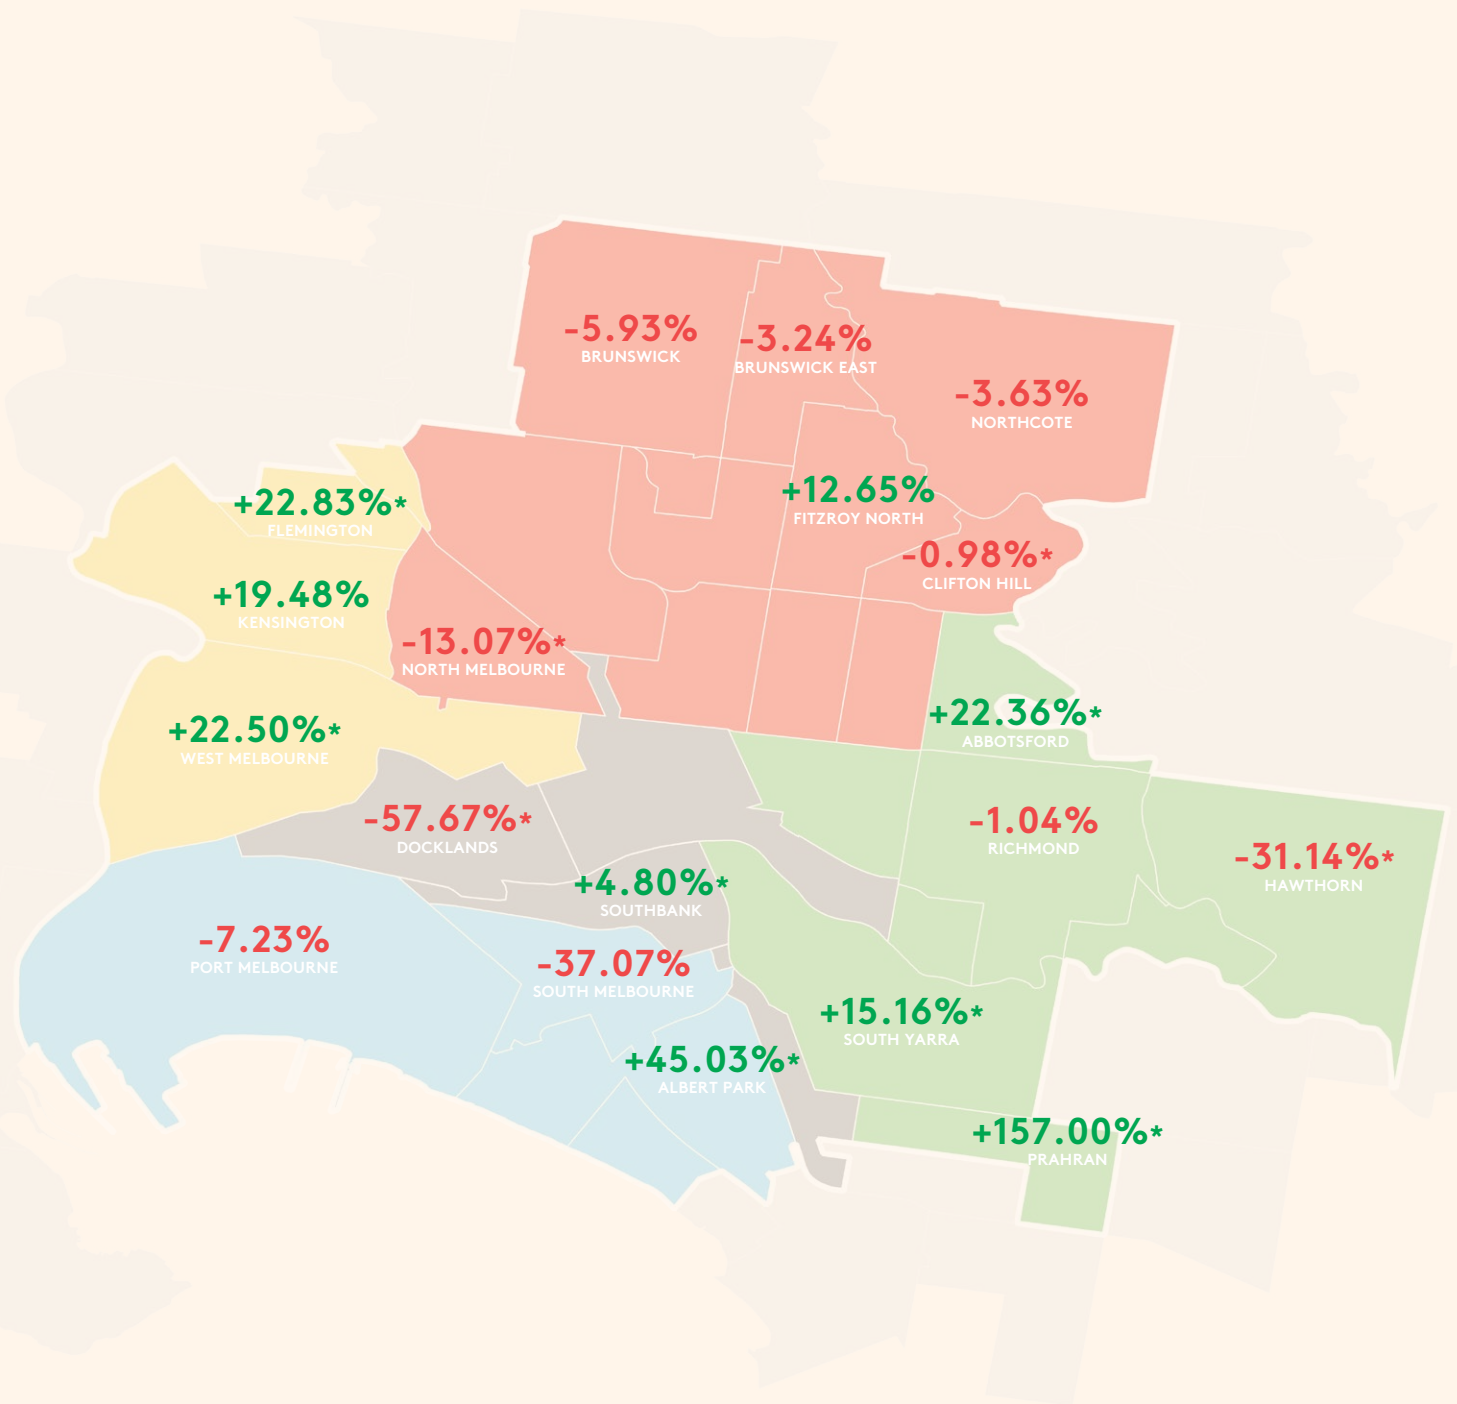 -5.93%
BRUNSWICK
-3.24%
BRUNSWICK EAST
-3.63%
NORTHCOTE
+22.83%*
FLEMINGTON
+12.65%
FITZROY NORTH
-0.98%*
CLIFTON HILL
+19.48%
KENSINGTON
-13.07%*
NORTH MELBOURNE
+22.50%*
WEST MELBOURNE
+22.36%*
ABBOTSFORD
-57.67%*
DOCKLANDS
-1.04%
RICHMOND
-31.14%*
HAWTHORN
+4.80%*
SOUTHBANK
-7.23%
PORT MELBOURNE
-37.07%
SOUTH MELBOURNE
+15.16%*
SOUTH YARRA
+45.03%*
ALBERT PARK
+157.00%*
PRAHRAN